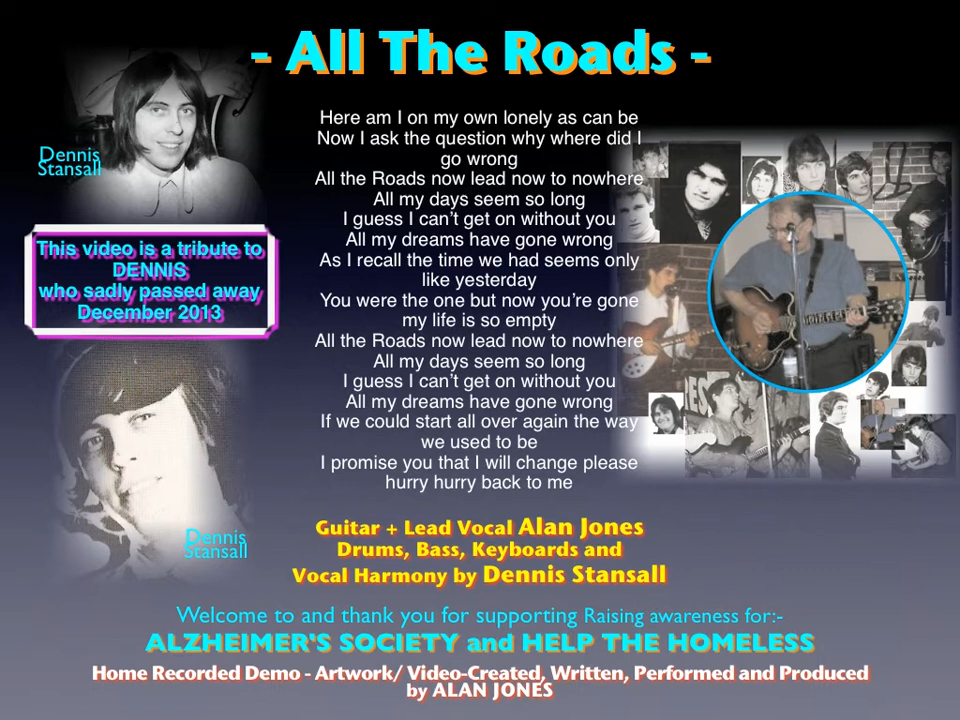 - All The Roads -
Dennis
Stansall
This video is a tribute to
DENNIS
who sadly passed away
December 2013
Here am I on my own lonely as can be
Now I ask the question why where did I
go wrong
All the Roads now lead now to nowhere
All my days seem so long
I guess I can't get on without you
All my dreams have gone wrong
As I recall the time we had seems only
like yesterday
You were the one but now you're gone
my life is so empty
All the Roads now lead now to nowhere
All my days seem so long
I guess I can't get on without you
All my dreams have gone wrong
If we could start all over again the way
we used to be
I promise you that I will change please
hurry hurry back to me
Dennis
Stansall
Guitar + Lead Vocal Alan Jones
Drums, Bass, Keyboards and
Vocal Harmony by Dennis Stansall
Welcome to and thank you for supporting Raising awareness for:-
ALZHEIMER'S SOCIETY and HELP THE HOMELESS
Home Recorded Demo - Artwork/ Video-Created, Written, Performed and Produced
by ALAN JONES